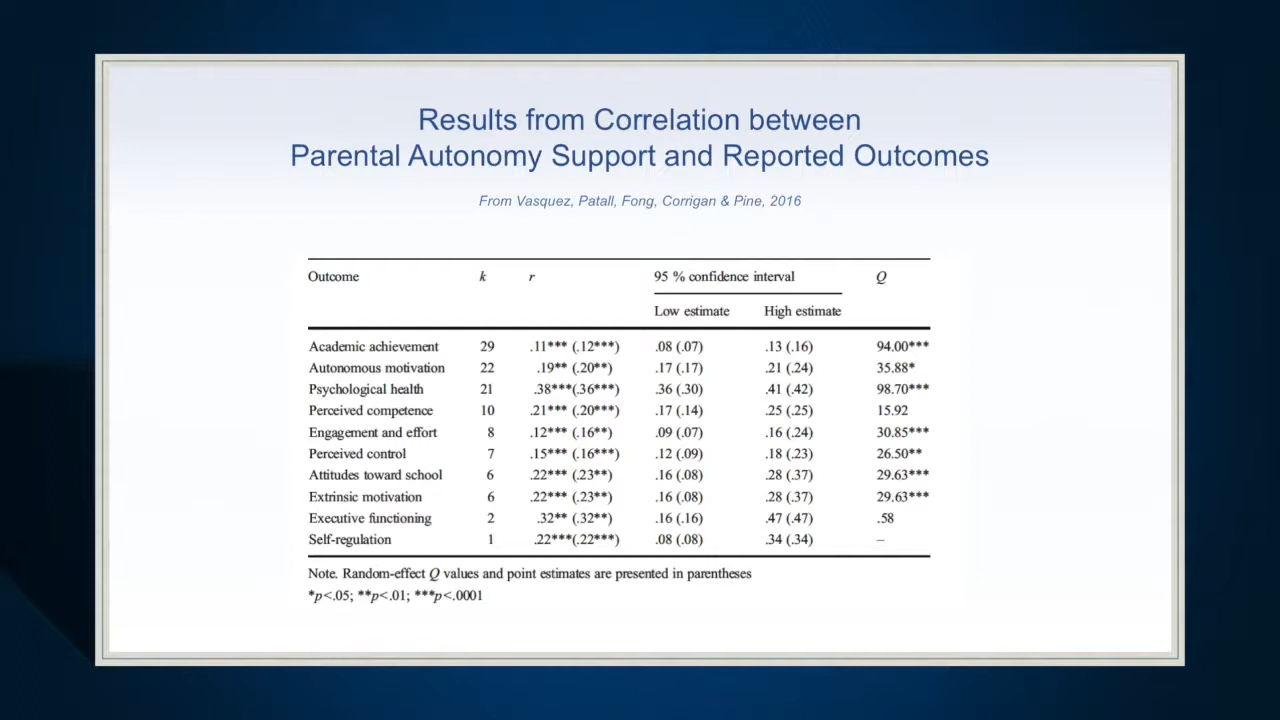 Results from Correlation between
Parental Autonomy Support and Reported Outcomes
From Vasquez, Patall, Fong, Corrigan & Pine, 2016
Outcome k r 95 % confidence interval Q
Low estimate High estimate
Academic achievement 29 .11*** (.12***) .08 (.07) .13 (.16) 94.00***
Autonomous motivation 22 .19** (.20**) .17 (.17) .21 (.24) 35.88*
Psychological health 21 .38***(.36***) .36 (.30) .41 (.42) 98.70***
Perceived competence 10 .21*** (.20***) .17 (.14) .25 (.25) 15.92
Engagement and effort 8 .12*** (.16**) .09 (.07) .16 (.24) 30.85***
Perceived control 7 .15*** (.16***) .12 (.09) .18 (.23) 26.50**
Attitudes toward school 6 .22*** (.23**) .16 (.08) .28 (.37) 29.63***
Extrinsic motivation 6 .22*** (.23**) .16 (.08) .28 (.37) 29.63***
Executive functioning 2 .32** (.32**) .16 (.16) .47 (.47) .58
Self-regulation 1 .22***(.22***) .08 (.08) .34 (.34) –
Note. Random-effect Q values and point estimates are presented in parentheses
*p<.05; **p<.01; ***p<.0001